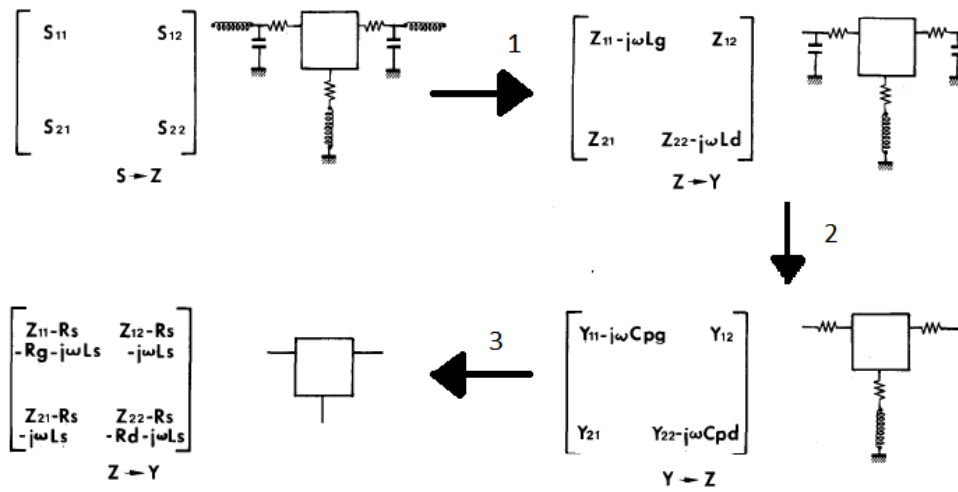 S11 S12
S21 S22
S → Z
1
Z11-jωLg Z12
Z21 Z22-jωLd
Z → Y
2
Y11-jωCpg Y12
Y21 Y22-jωCpd
Y → Z
3
Z11-Rs Z12-Rs
-Rg-jωLs -jωLs
Z21-Rs Z22-Rs
-jωLs -Rd-jωLs
Z → Y